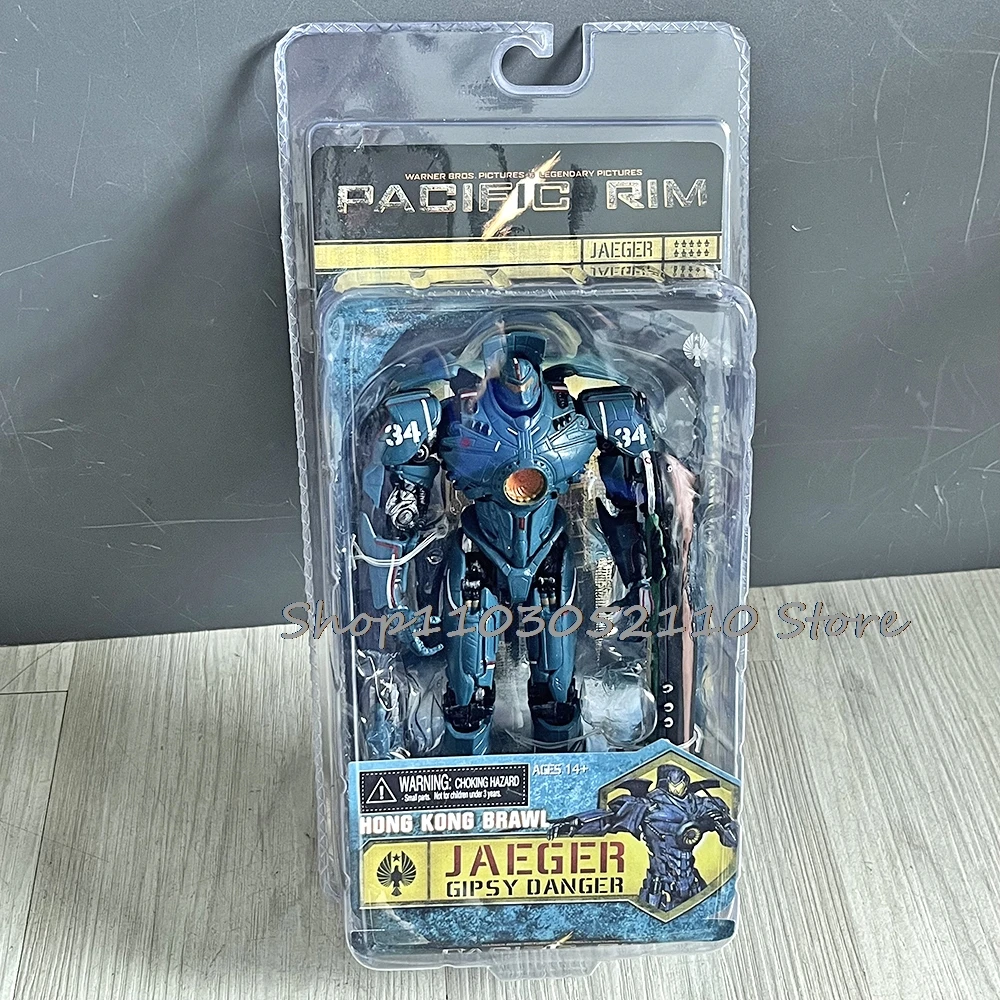 WARNER BROS. PICTURES LEGENDARY PICTURES
PACIFIC RIM
JAEGER
34
34
Shop1103052110 Store
WARNING: CHOKING HAZARD
AGES 14+
- Small parts. Not for children under 3 years.
HONG KONG BRAWL
JAEGER
GIPSY DANGER